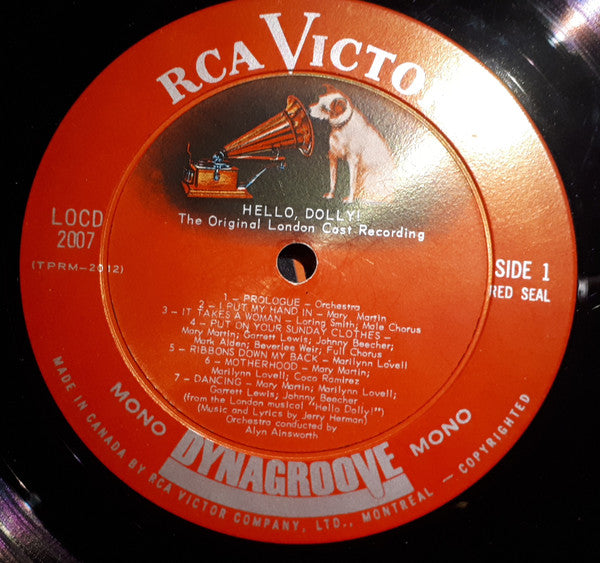 RCA VICTO
HELLO, DOLLY!
The Original London Cast Recording
LOCD
2007
(TPRM-2012)
SIDE 1
RED SEAL
1 – PROLOGUE – Orchestra
2 – I PUT MY HAND IN – Mary Martin
3 – IT TAKES A WOMAN – Loring Smith; Male Chorus
4 – PUT ON YOUR SUNDAY CLOTHES –
Mary Martin; Garrett Lewis; Johnny Beecher;
Mark Alden; Beverlee Weir; Full Chorus
5 – RIBBONS DOWN MY BACK – Marilynn Lovell
6 – MOTHERHOOD – Mary Martin;
Marilynn Lovell; Coco Ramirez
7 – DANCING – Mary Martin; Marilynn Lovell;
Garrett Lewis; Johnny Beecher
(from the London musical "Hello Dolly!")
(Music and Lyrics by Jerry Herman)
Orchestra conducted by
Alyn Ainsworth
MONO DYNAGROOVE MONO
MADE IN CANADA BY RCA VICTOR COMPANY, LTD., MONTREAL – COPYRIGHTED